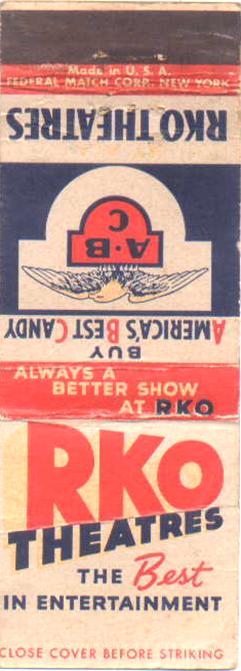 Made in U. S. A.
FEDERAL MATCH CORP. NEW YORK
RKO THEATRES
A·B
C
BUY
AMERICA'S BEST CANDY
ALWAYS A
BETTER SHOW
AT RKO
RKO
THEATRES
THE Best
IN ENTERTAINMENT
CLOSE COVER BEFORE STRIKING